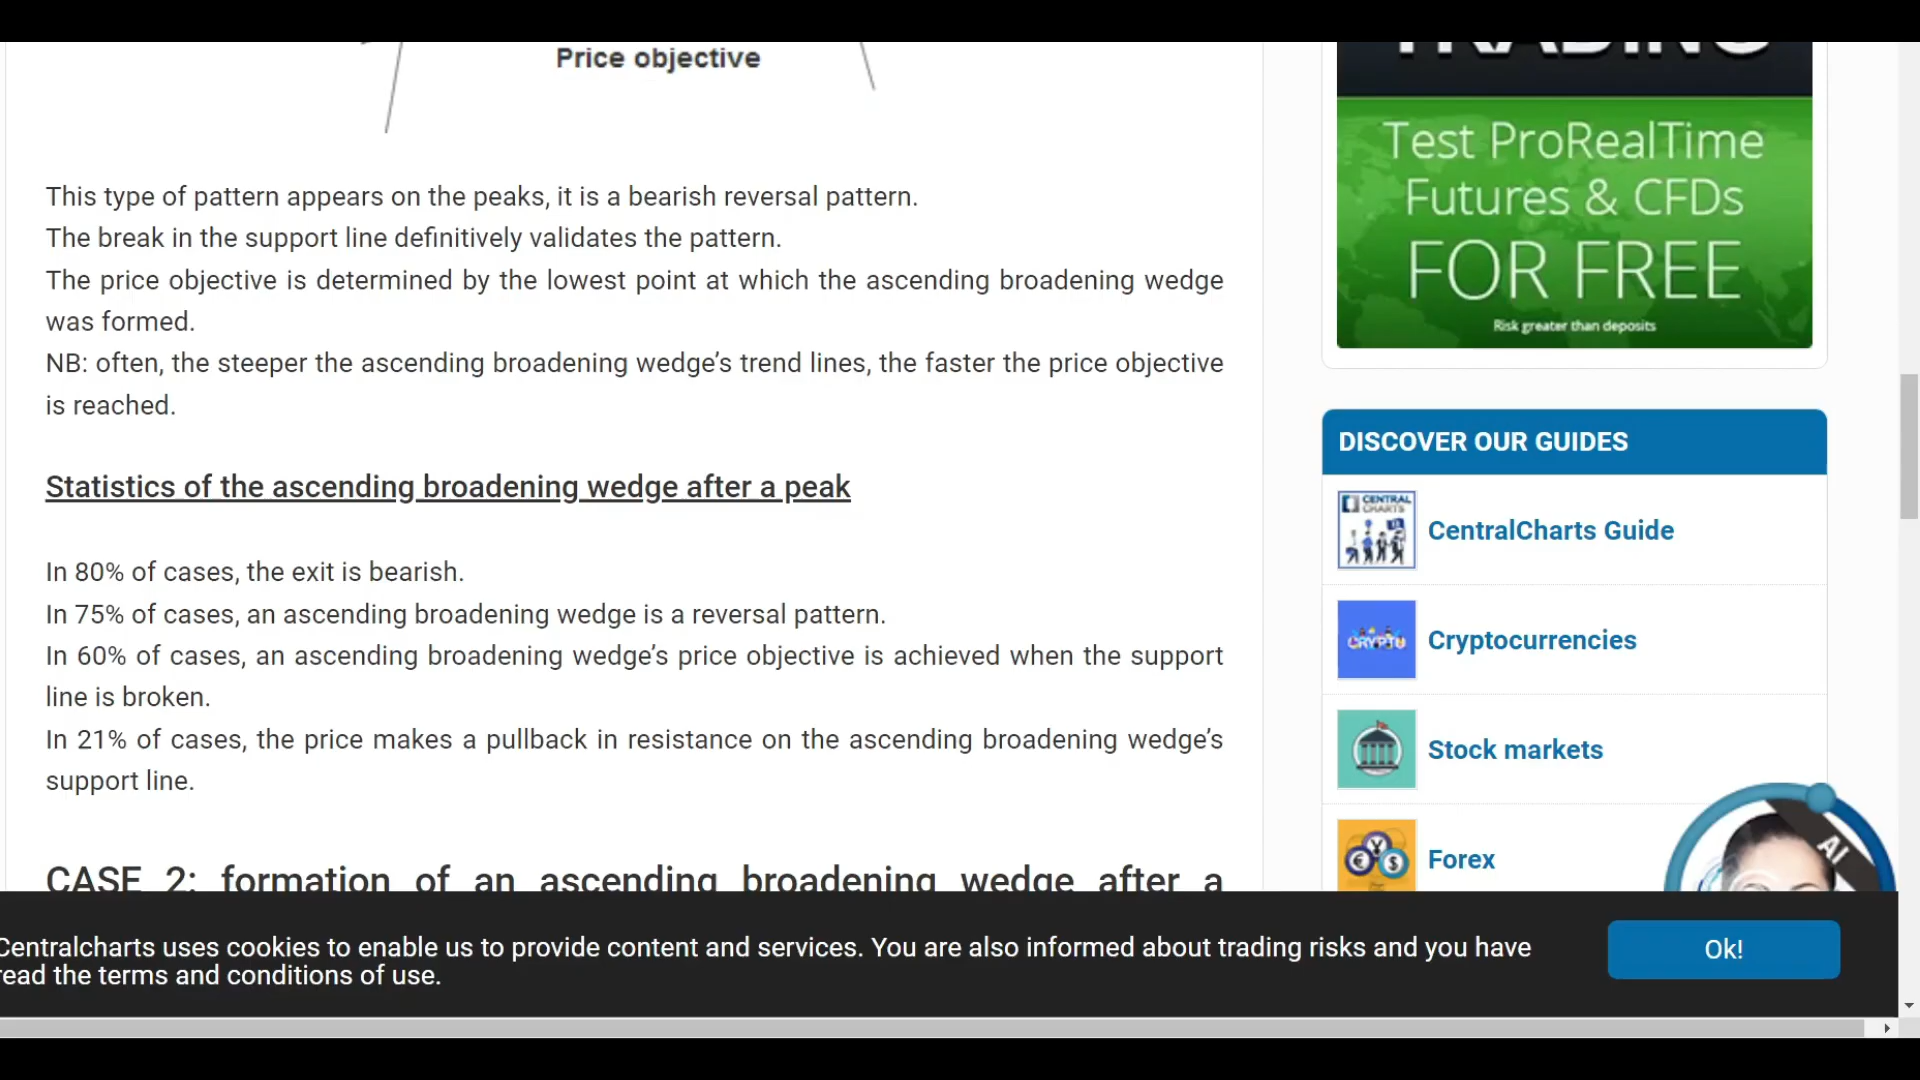 Price objective
This type of pattern appears on the peaks, it is a bearish reversal pattern.
The break in the support line definitively validates the pattern.
The price objective is determined by the lowest point at which the ascending broadening wedge
was formed.
NB: often, the steeper the ascending broadening wedge’s trend lines, the faster the price objective
is reached.
Statistics of the ascending broadening wedge after a peak
In 80% of cases, the exit is bearish.
In 75% of cases, an ascending broadening wedge is a reversal pattern.
In 60% of cases, an ascending broadening wedge’s price objective is achieved when the support
line is broken.
In 21% of cases, the price makes a pullback in resistance on the ascending broadening wedge’s
support line.
CASE 2: formation of an ascending broadening wedge after a
TRADING
Test ProRealTime
Futures & CFDs
FOR FREE
Risk greater than deposits
DISCOVER OUR GUIDES
CENTRAL
CHARTS
CentralCharts Guide
CRYPTO
Cryptocurrencies
Stock markets
Forex
AI
Centralcharts uses cookies to enable us to provide content and services. You are also informed about trading risks and you have
read the terms and conditions of use.
Ok!